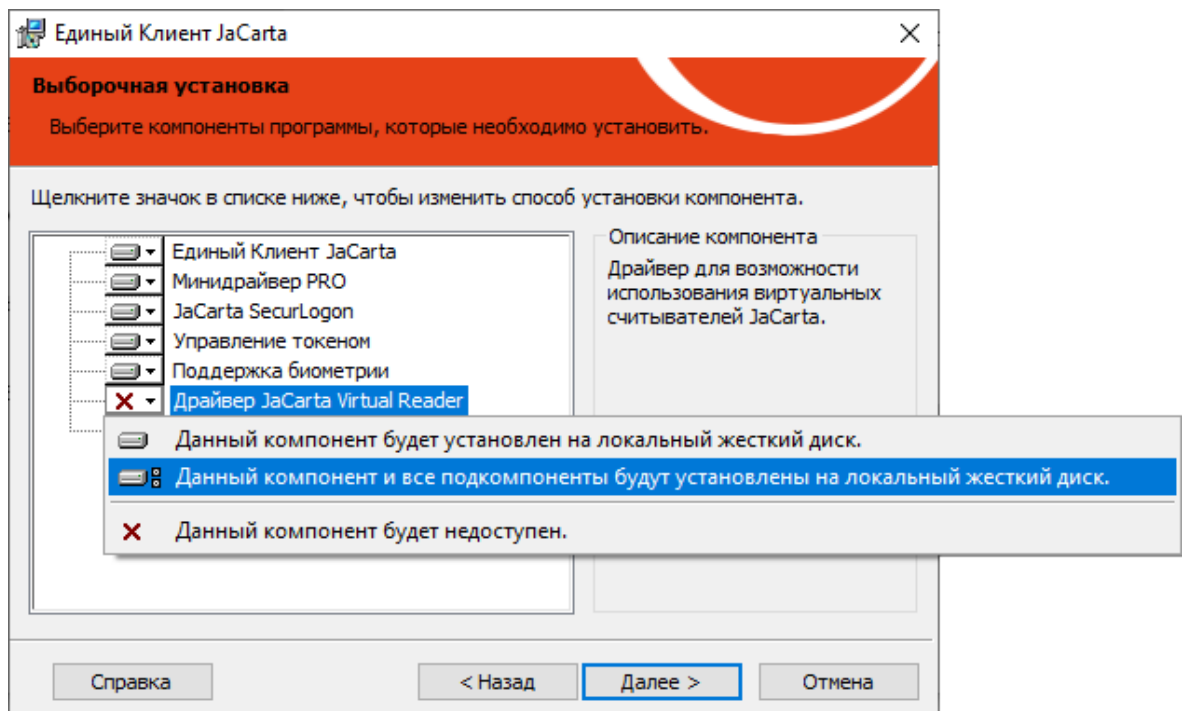 Единый Клиент JaCarta
Выборочная установка
Выберите компоненты программы, которые необходимо установить.
Щелкните значок в списке ниже, чтобы изменить способ установки компонента.
Единый Клиент JaCarta
Минидрайвер PRO
JaCarta SecurLogon
Управление токеном
Поддержка биометрии
Драйвер JaCarta Virtual Reader
Описание компонента
Драйвер для возможности
использования виртуальных
считывателей JaCarta.
Данный компонент будет установлен на локальный жесткий диск.
Данный компонент и все подкомпоненты будут установлены на локальный жесткий диск.
Данный компонент будет недоступен.
Справка
< Назад
Далее >
Отмена